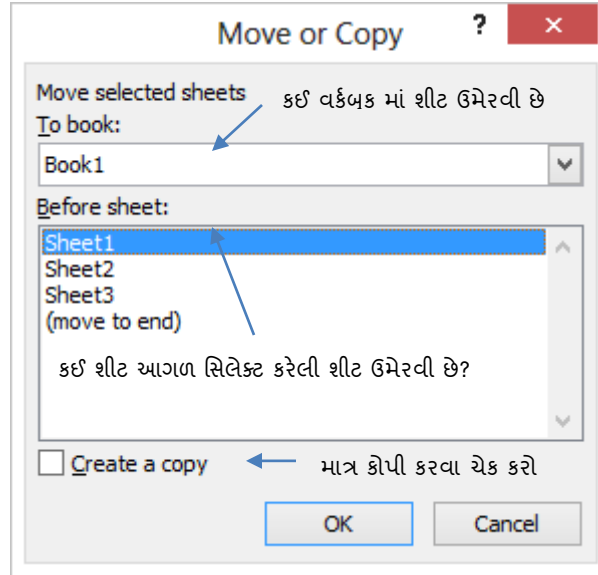 Move or Copy ? ×
Move selected sheets
કઈ વર્કબુક માં શીટ ઉમેરવી છે
To book:
Book1
Before sheet:
Sheet1
Sheet2
Sheet3
(move to end)
કઈ શીટ આગળ સિલેક્ટ કરેલી શીટ ઉમેરવી છે?
Create a copy
માત્ર કોપી કરવા ચેક કરો
OK Cancel